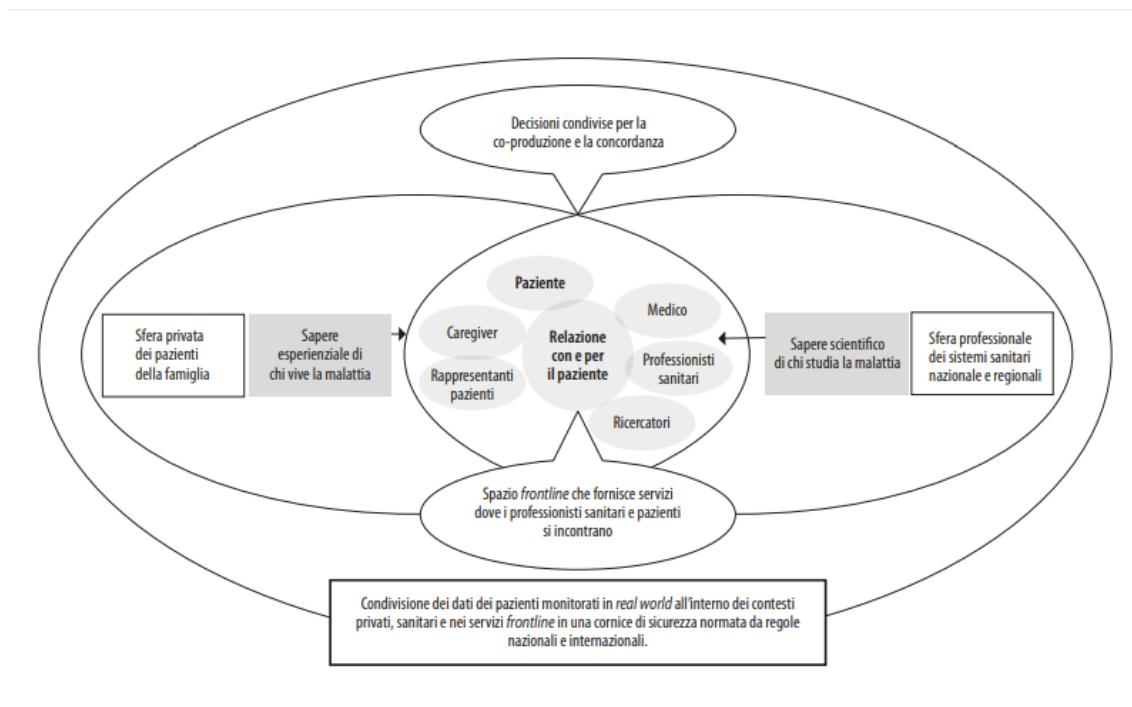 Decisioni condivise per la
co-produzione e la concordanza
Paziente
Medico
Caregiver
Relazione
con e per
il paziente
Professionisti
sanitari
Rappresentanti
pazienti
Ricercatori
Sfera privata
dei pazienti
della famiglia
Sapere
esperienziale di
chi vive la malattia
Sapere scientifico
di chi studia la malattia
Sfera professionale
dei sistemi sanitari
nazionale e regionali
Spazio frontline che fornisce servizi
dove i professionisti sanitari e pazienti
si incontrano
Condivisione dei dati dei pazienti monitorati in real world all'interno dei contesti
privati, sanitari e nei servizi frontline in una cornice di sicurezza normata da regole
nazionali e internazionali.